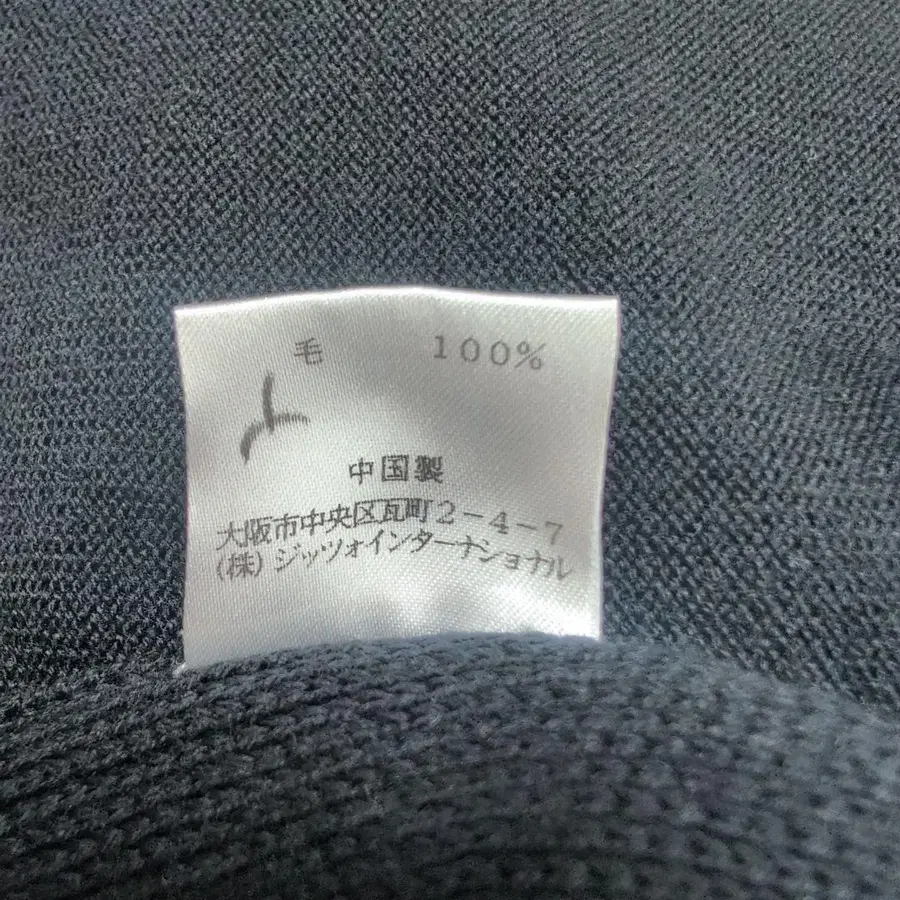 毛 100%
中国製
大阪市中央区瓦町2-4-7
(株)ジッツォインターナショナル